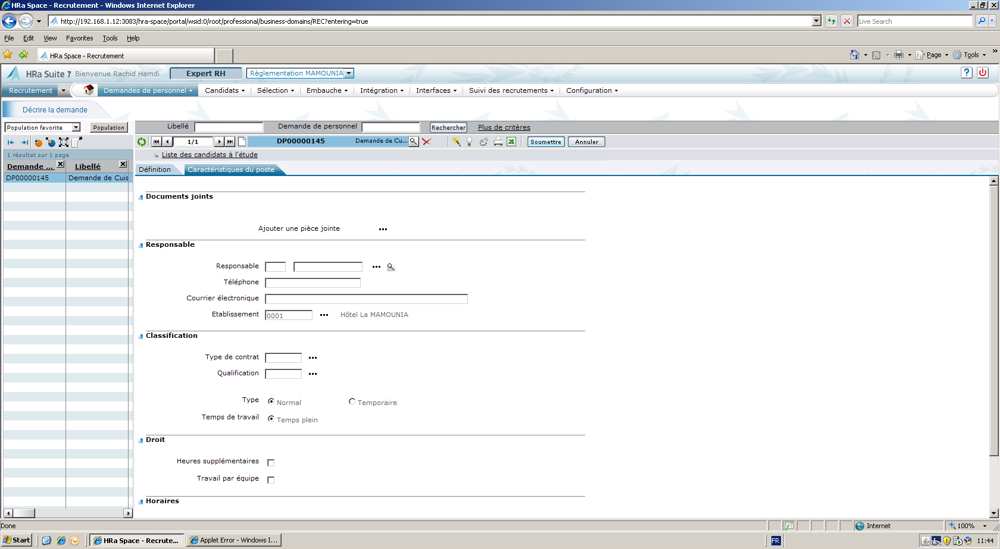 HRa Space - Recrutement - Windows Internet Explorer
http://192.168.1.12:3083/hra-space/portal/wsid:0/root/professional/business-domains/REC?entering=true
Live Search
File Edit View Favorites Tools Help
HRa Space - Recrutement
Page Tools »
HRa Suite 7 Bienvenue Rachid Hamdi Expert RH Règlementation MAMOUNIA ?
Recrutement Demandes de personnel Candidats Sélection Embauche Intégration Interfaces Suivi des recrutements Configuration
Décrire la demande
Population favorite Population
Libellé Demande de personnel Rechercher Plus de critères
1/1 DP00000145 Demande de Cu... Soumettre Annuler
1 résultat sur 1 page
Liste des candidats à l'étude
Demande ... Libellé
DP00000145 Demande de Cuis
Définition Caractéristiques du poste
Documents joints
Ajouter une pièce jointe ...
Responsable
Responsable ...
Téléphone
Courrier électronique
Etablissement 0001 ... Hôtel La MAMOUNIA
Classification
Type de contrat ...
Qualification ...
Type Normal Temporaire
Temps de travail Temps plein
Droit
Heures supplémentaires
Travail par équipe
Horaires
Done Internet 100%
Start HRa Space - Recrute... Applet Error - Windows I... FR 11:44